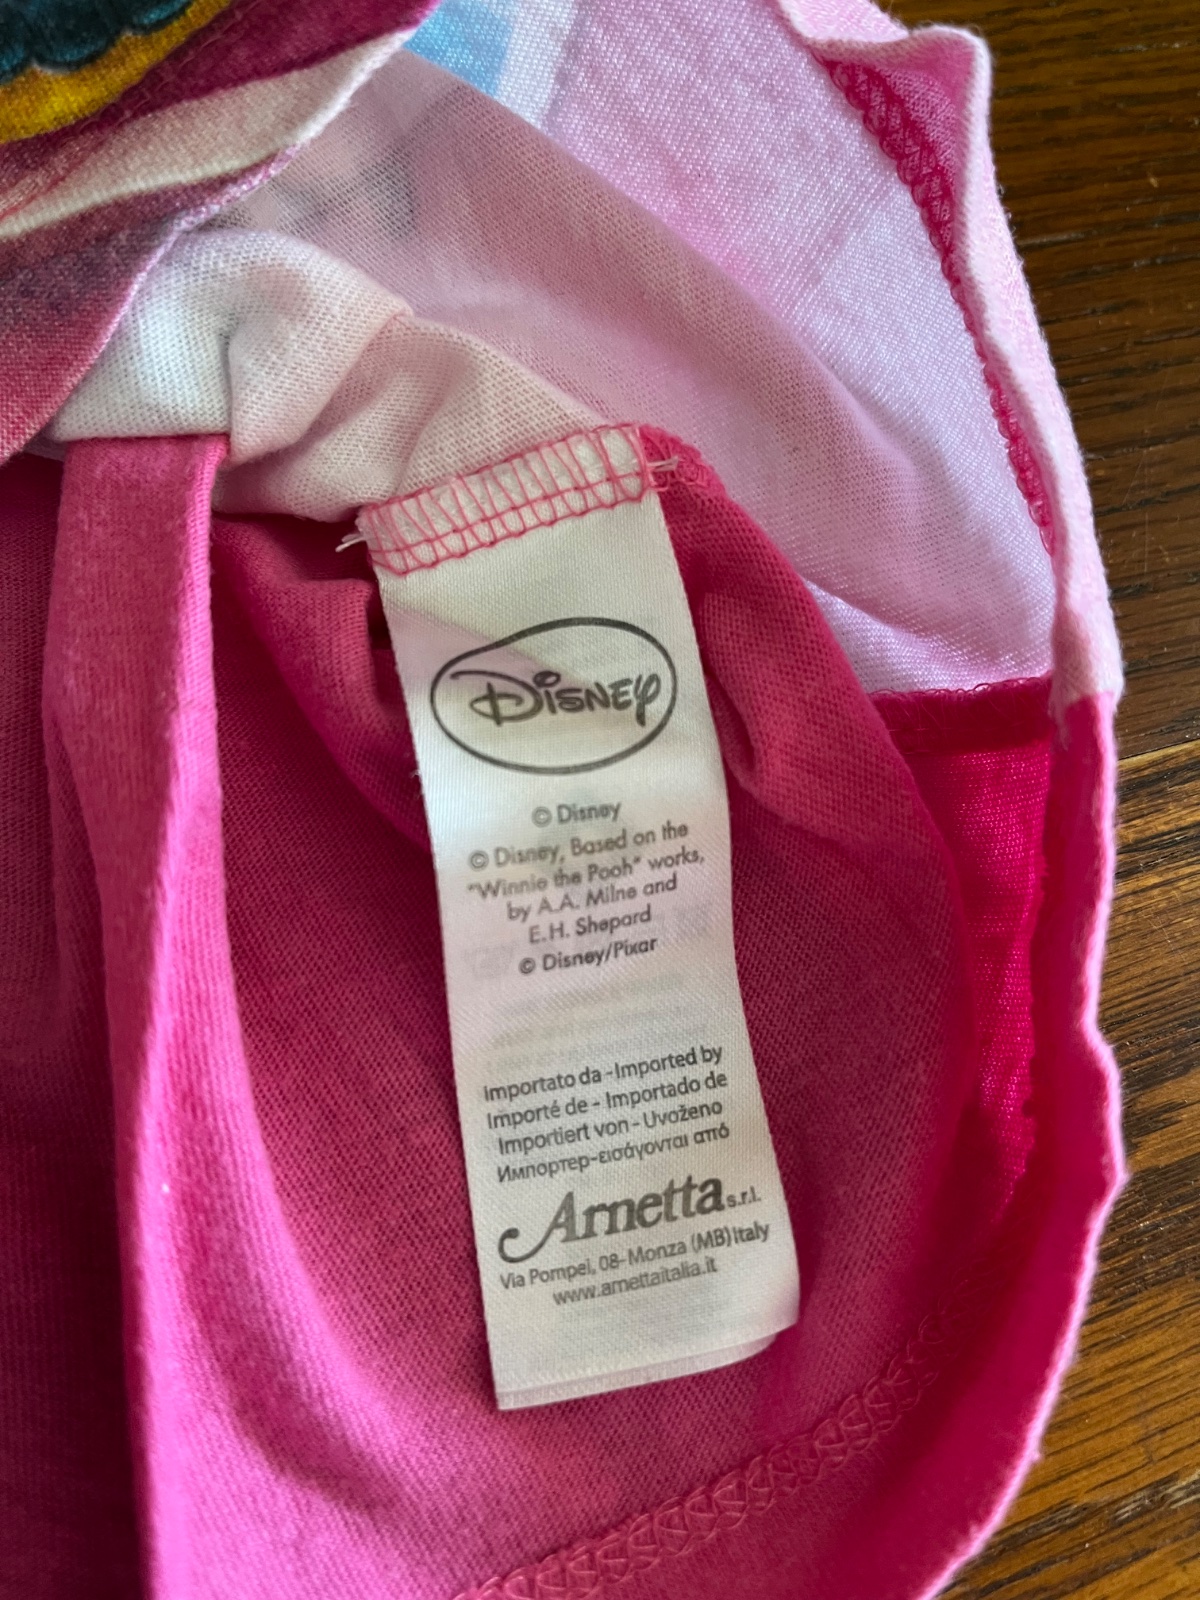 Disney
© Disney
© Disney, Based on the
"Winnie the Pooh" works,
by A.A. Milne and
E.H. Shepard
© Disney/Pixar
Importato da - Imported by
Importé de - Importado de
Importiert von - Uvoženo
Импортер-εισάγονται από
Arnetta s.r.l.
Via Pompei, 08- Monza (MB) Italy
www.arnettaitalia.it